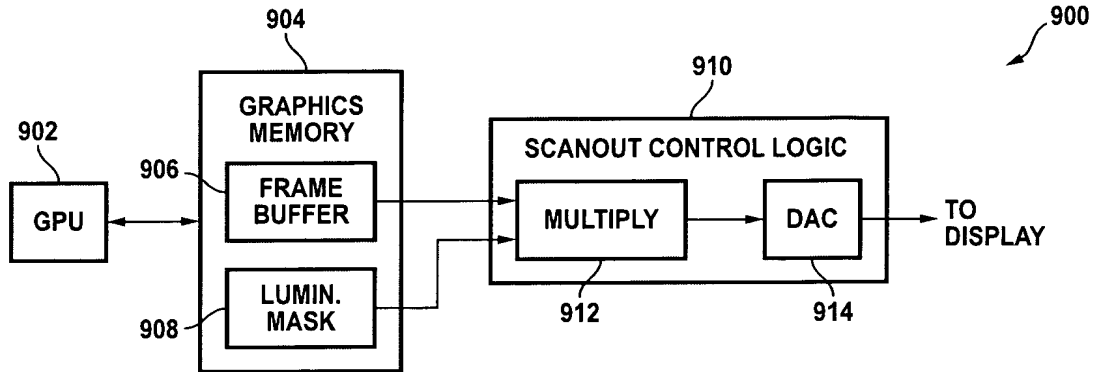 900
904
GRAPHICS
MEMORY
902
GPU
906
FRAME
BUFFER
908
LUMIN.
MASK
910
SCANOUT CONTROL LOGIC
MULTIPLY
912
DAC
914
TO
DISPLAY